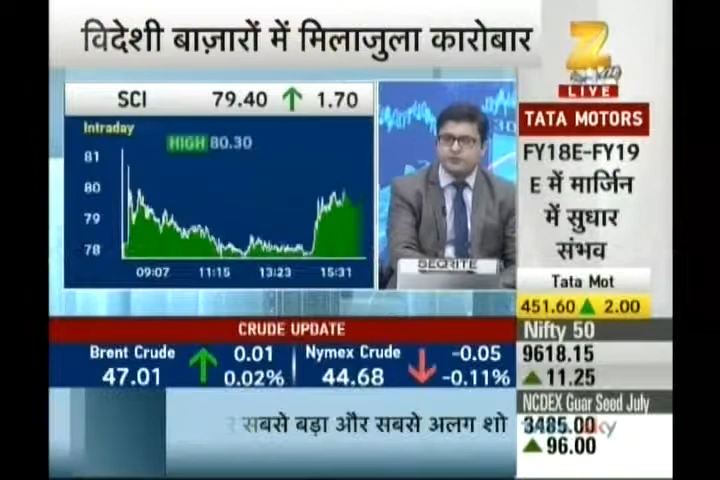 विदेशी बाज़ारों में मिलाजुला कारोबार
Z
LIVE
SCI 79.40 1.70
Intraday
HIGH 80.30
81
80
79
78
09:07 11:15 13:23 15:31
SEQRITE
TATA MOTORS
FY18E-FY19
E में मार्जिन
में सुधार
संभव
Tata Mot
451.60 2.00
CRUDE UPDATE
Brent Crude 0.01
47.01 0.02%
Nymex Crude -0.05
44.68 -0.11%
Nifty 50
9618.15
11.25
NCDEX Guar Seed July
3485.00
96.00
सबसे बड़ा और सबसे अलग शो